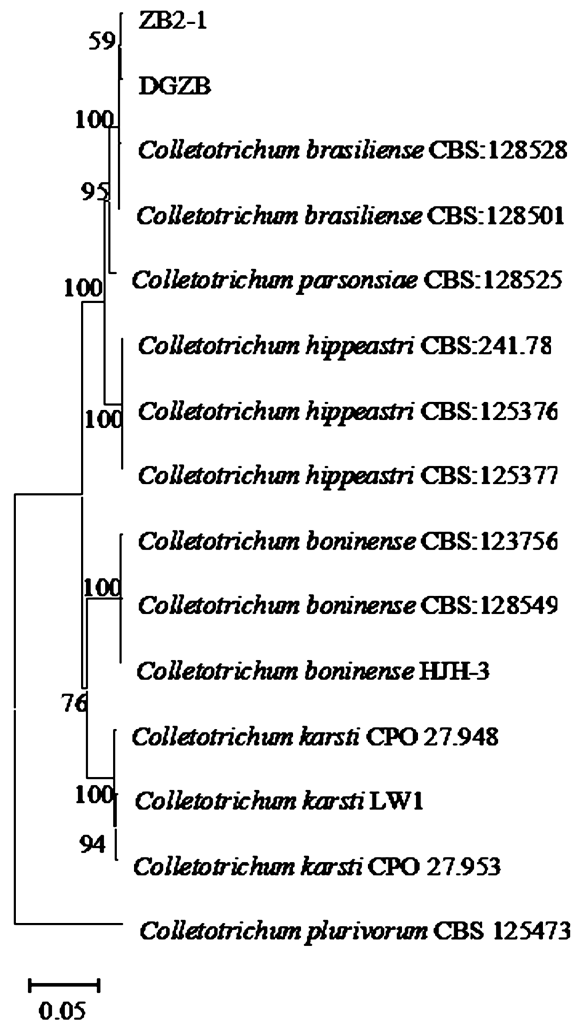 ZB2-1
59
DGZB
100
Colletotrichum brasiliense CBS:128528
95
Colletotrichum brasiliense CBS:128501
Colletotrichum parsonsiae CBS:128525
100
Colletotrichum hippeastri CBS:241.78
Colletotrichum hippeastri CBS:125376
100
Colletotrichum hippeastri CBS:125377
Colletotrichum boninense CBS:123756
100
Colletotrichum boninense CBS:128549
Colletotrichum boninense HJH-3
76
Colletotrichum karsti CPO 27.948
100
Colletotrichum karsti LW1
94
Colletotrichum karsti CPO 27.953
Colletotrichum plurivorum CBS 125473
0.05